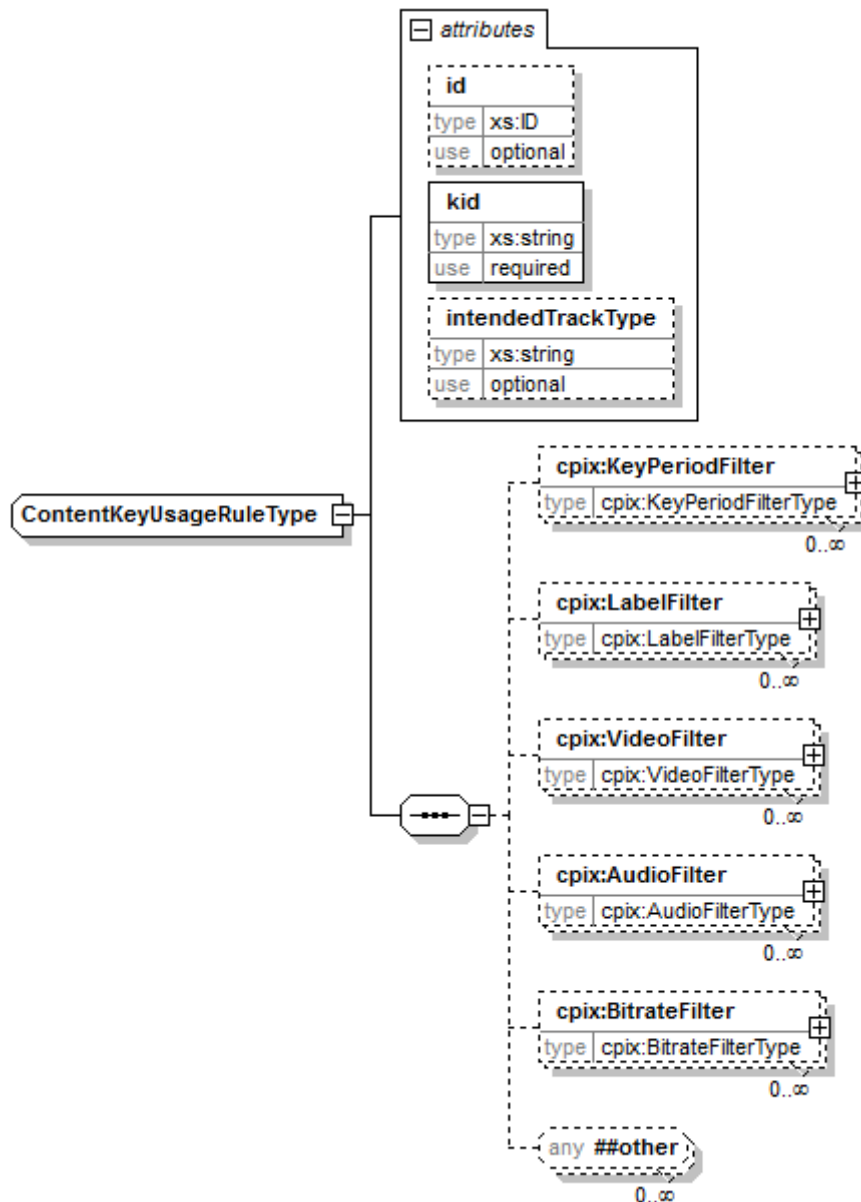 attributes
id
type xs:ID
use optional
kid
type xs:string
use required
intendedTrackType
type xs:string
use optional
ContentKeyUsageRuleType
cpix:KeyPeriodFilter
type cpix:KeyPeriodFilterType
0..∞
cpix:LabelFilter
type cpix:LabelFilterType
0..∞
cpix:VideoFilter
type cpix:VideoFilterType
0..∞
cpix:AudioFilter
type cpix:AudioFilterType
0..∞
cpix:BitrateFilter
type cpix:BitrateFilterType
0..∞
any ##other
0..∞